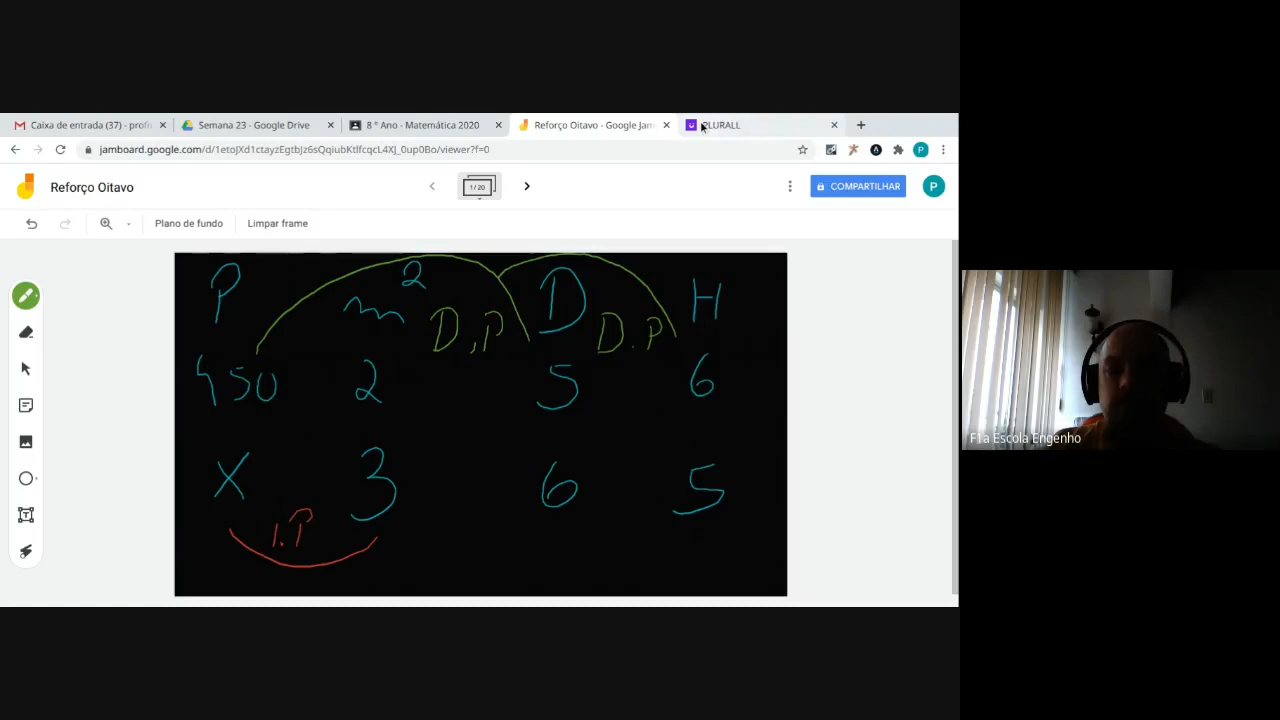 Caixa de entrada (37) - profn
Semana 23 - Google Drive
8 º Ano - Matemática 2020
Reforço Oitavo - Google Jam
PLURALL
jamboard.google.com/d/1etoJXd1ctayzEgtbJz6sQqiubKtlfcqcL4XJ_0up0Bo/viewer?f=0
P
Reforço Oitavo
1/20
COMPARTILHAR
P
Plano de fundo
Limpar frame
P m² D H
D.P D.P
450 2 5 6
X 3 6 5
I.P
F1a Escola Engenho